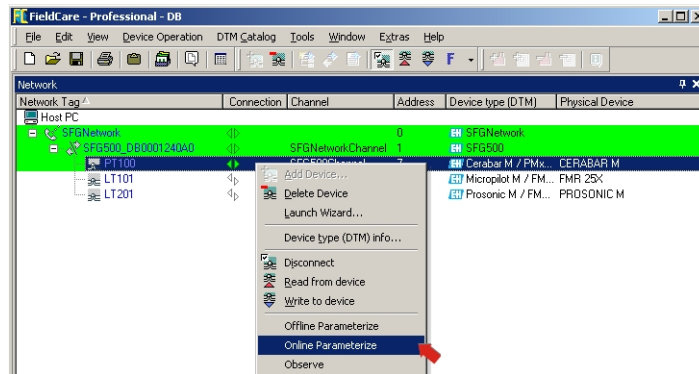 FieldCare - Professional - DB
File Edit View Device Operation DTM Catalog Tools Window Extras Help
F
Network
Network Tag Connection Channel Address Device type (DTM) Physical Device
Host PC
SFGNetwork 0 SFGNetwork
SFG500_DB0001240A0 SFGNetworkChannel 1 SFG500
PT100 SFG500Channel 7 Cerabar M / PMx... CERABAR M
LT101 Micropilot M / FM... FMR 25X
LT201 Prosonic M / FM... PROSONIC M
Add Device...
Delete Device
Launch Wizard...
Device type (DTM) info...
Disconnect
Read from device
Write to device
Offline Parameterize
Online Parameterize
Observe